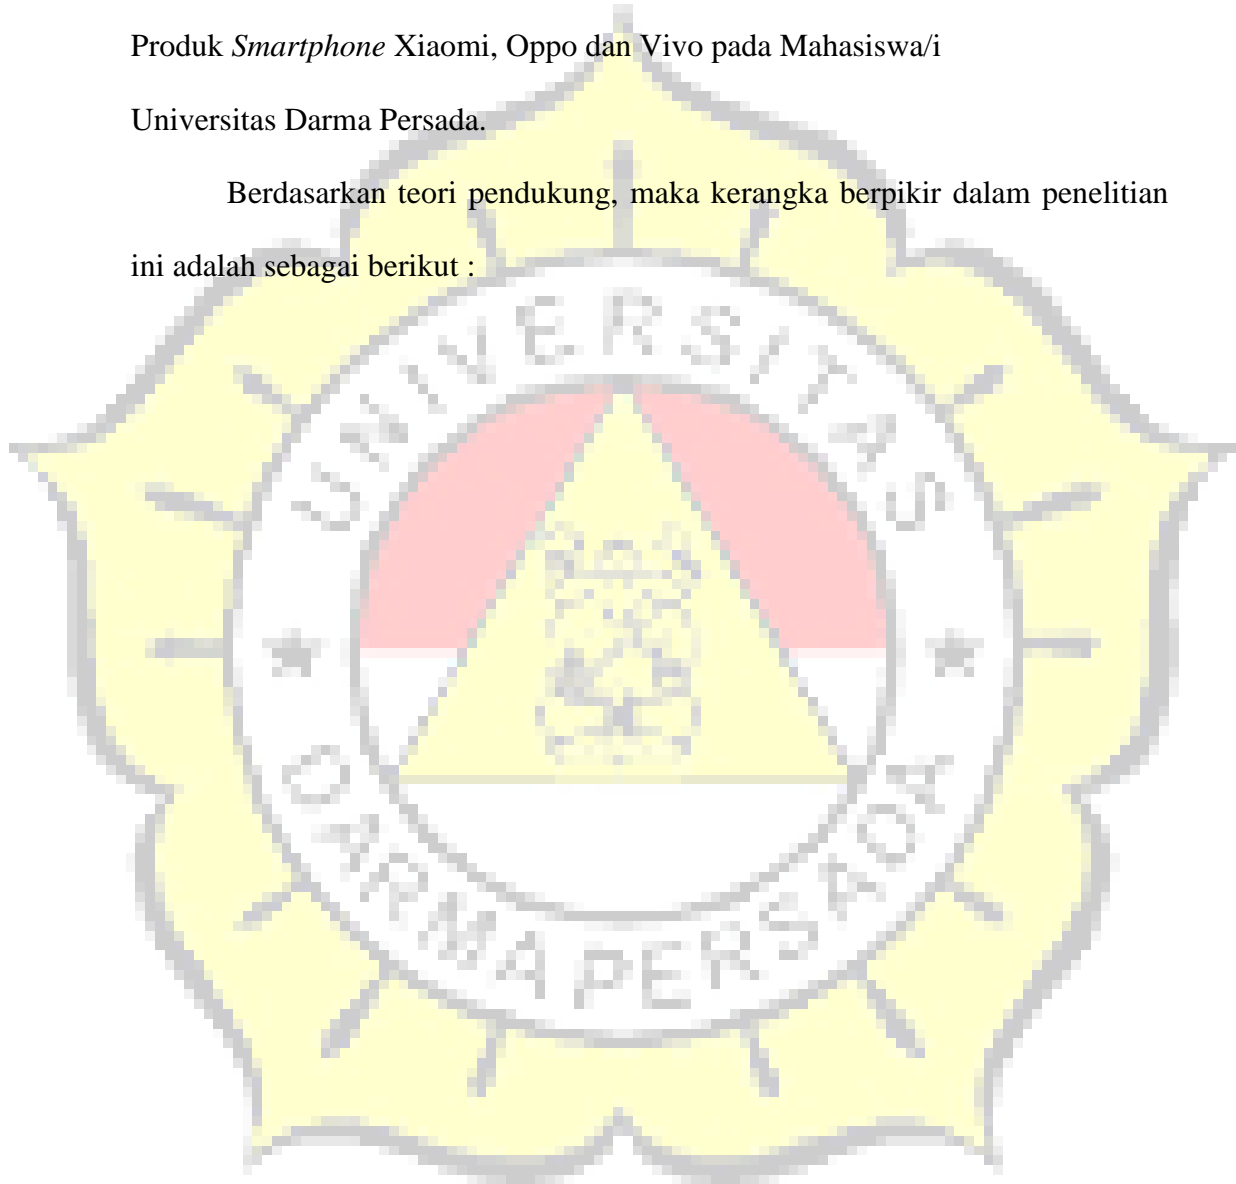 Produk Smartphone Xiaomi, Oppo dan Vivo pada Mahasiswa/i
Universitas Darma Persada.
Berdasarkan teori pendukung, maka kerangka berpikir dalam penelitian
ini adalah sebagai berikut :
UNIVERSITAS
DARMA PERSADA